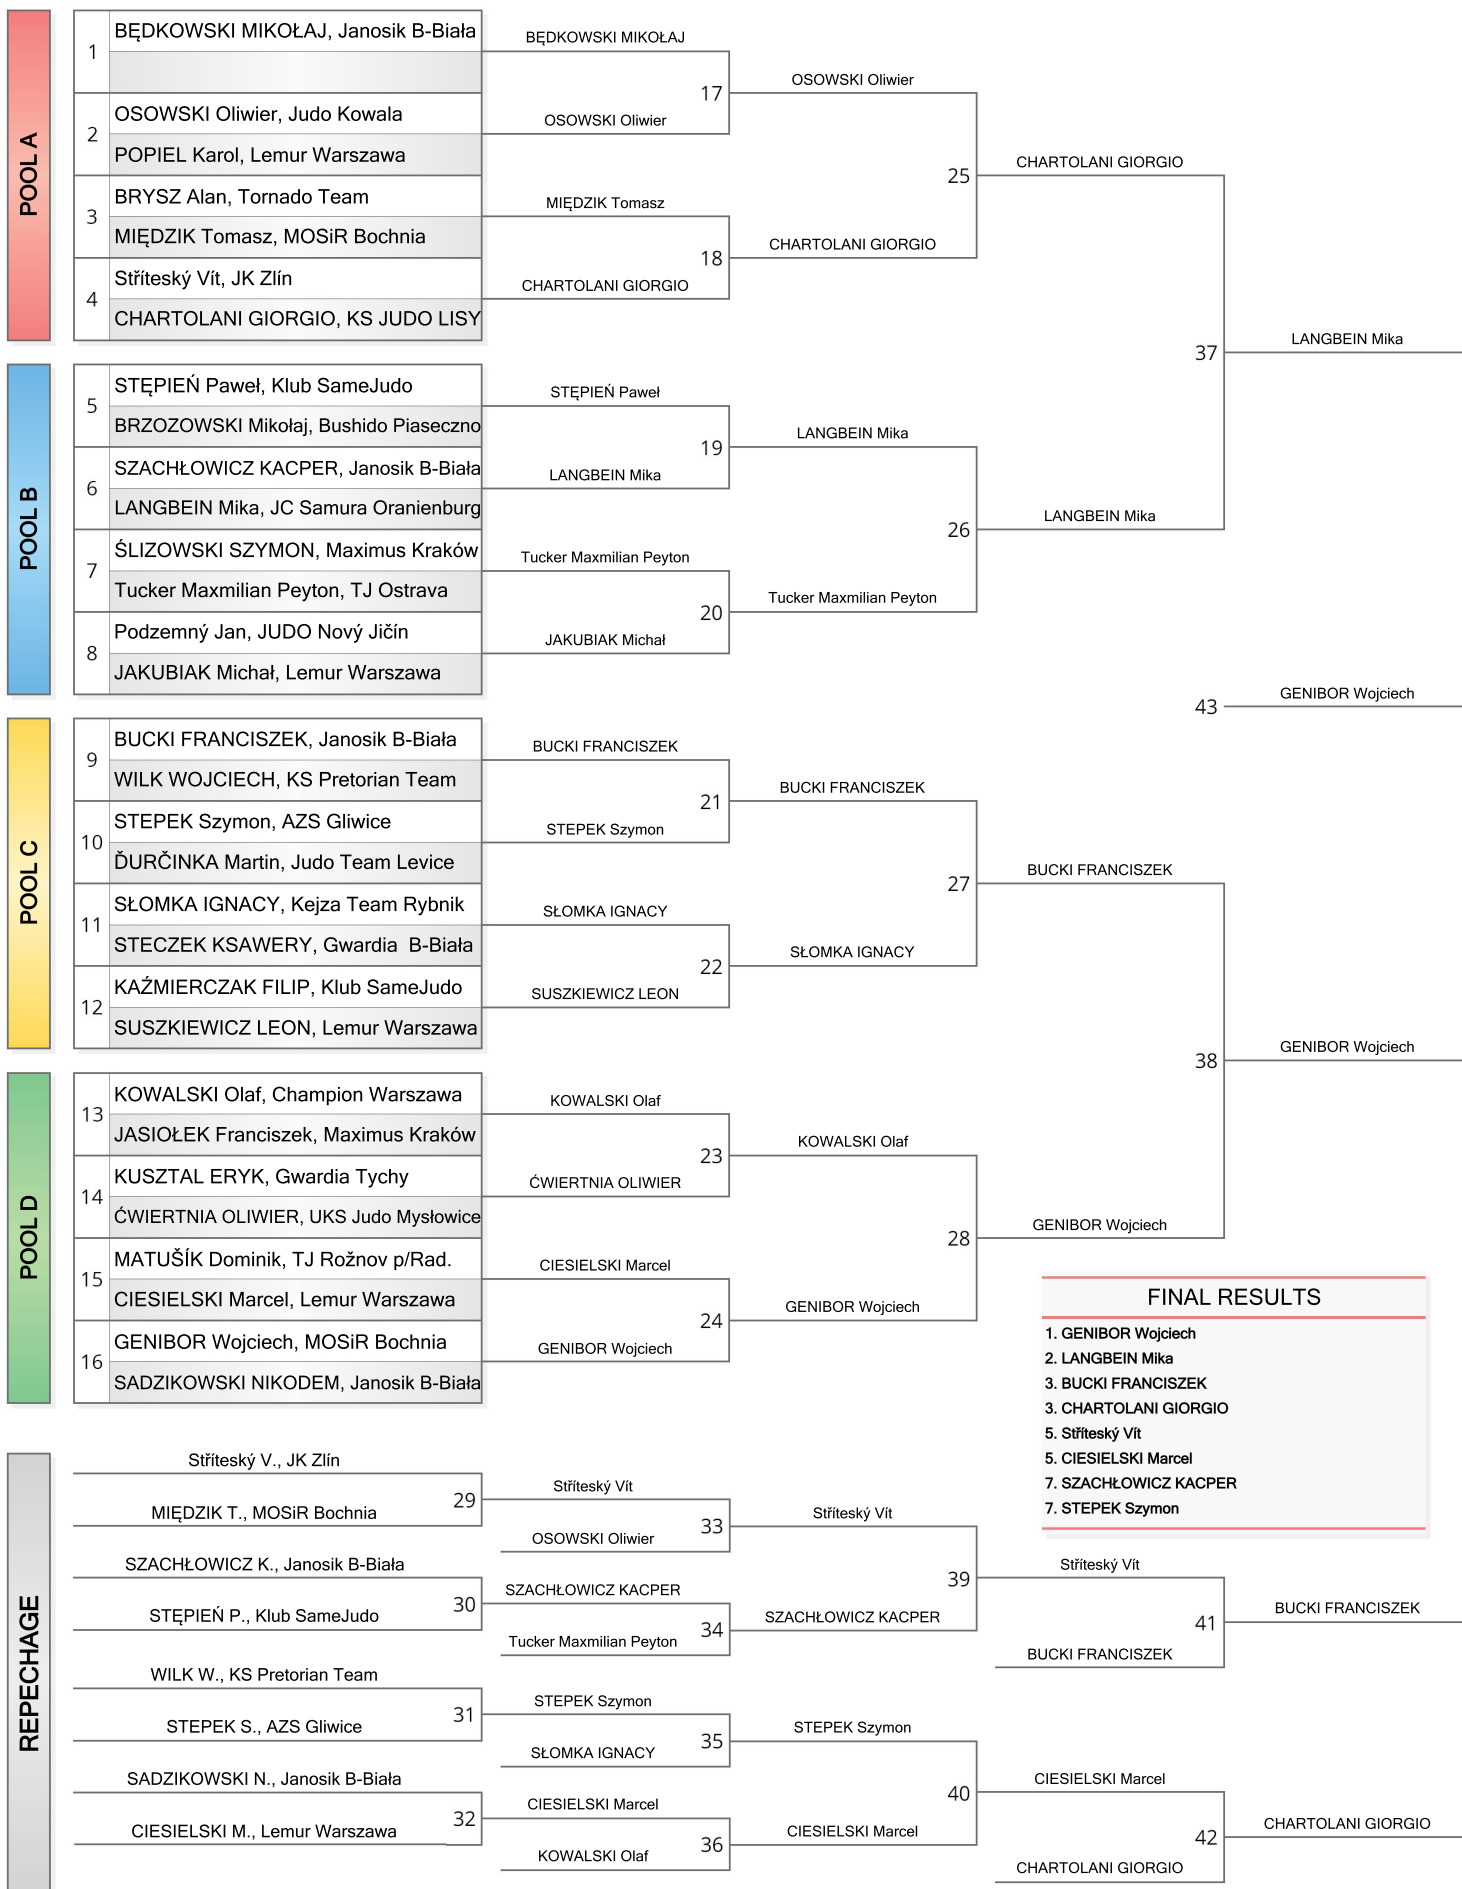 POOL A
1
BĘDKOWSKI MIKOŁAJ, Janosik B-Biała
2
OSOWSKI Oliwier, Judo Kowala
POPIEL Karol, Lemur Warszawa
3
BRYSZ Alan, Tornado Team
MIĘDZIK Tomasz, MOSiR Bochnia
4
Stříteský Vít, JK Zlín
CHARTOLANI GIORGIO, KS JUDO LISY
BĘDKOWSKI MIKOŁAJ
17
OSOWSKI Oliwier
MIĘDZIK Tomasz
18
CHARTOLANI GIORGIO
OSOWSKI Oliwier
25
CHARTOLANI GIORGIO
CHARTOLANI GIORGIO
POOL B
5
STĘPIEŃ Paweł, Klub SameJudo
BRZOZOWSKI Mikołaj, Bushido Piaseczno
6
SZACHŁOWICZ KACPER, Janosik B-Biała
LANGBEIN Mika, JC Samura Oranienburg
7
ŚLIZOWSKI SZYMON, Maximus Kraków
Tucker Maxmilian Peyton, TJ Ostrava
8
Podzemný Jan, JUDO Nový Jičín
JAKUBIAK Michał, Lemur Warszawa
STĘPIEŃ Paweł
19
LANGBEIN Mika
Tucker Maxmilian Peyton
20
JAKUBIAK Michał
LANGBEIN Mika
26
Tucker Maxmilian Peyton
LANGBEIN Mika
37
LANGBEIN Mika
43
GENIBOR Wojciech
POOL C
9
BUCKI FRANCISZEK, Janosik B-Biała
WILK WOJCIECH, KS Pretorian Team
10
STEPEK Szymon, AZS Gliwice
ĎURČINKA Martin, Judo Team Levice
11
SŁOMKA IGNACY, Kejza Team Rybnik
STECZEK KSAWERY, Gwardia  B-Biała
12
KAŹMIERCZAK FILIP, Klub SameJudo
SUSZKIEWICZ LEON, Lemur Warszawa
BUCKI FRANCISZEK
21
STEPEK Szymon
SŁOMKA IGNACY
22
SUSZKIEWICZ LEON
BUCKI FRANCISZEK
27
SŁOMKA IGNACY
BUCKI FRANCISZEK
38
GENIBOR Wojciech
POOL D
13
KOWALSKI Olaf, Champion Warszawa
JASIOŁEK Franciszek, Maximus Kraków
14
KUSZTAL ERYK, Gwardia Tychy
ĆWIERTNIA OLIWIER, UKS Judo Mysłowice
15
MATUŠÍK Dominik, TJ Rožnov p/Rad.
CIESIELSKI Marcel, Lemur Warszawa
16
GENIBOR Wojciech, MOSiR Bochnia
SADZIKOWSKI NIKODEM, Janosik B-Biała
KOWALSKI Olaf
23
ĆWIERTNIA OLIWIER
CIESIELSKI Marcel
24
GENIBOR Wojciech
KOWALSKI Olaf
28
GENIBOR Wojciech
GENIBOR Wojciech
FINAL RESULTS
1. GENIBOR Wojciech
2. LANGBEIN Mika
3. BUCKI FRANCISZEK
3. CHARTOLANI GIORGIO
5. Stříteský Vít
5. CIESIELSKI Marcel
7. SZACHŁOWICZ KACPER
7. STEPEK Szymon
REPECHAGE
Stříteský V., JK Zlín
29
MIĘDZIK T., MOSiR Bochnia
SZACHŁOWICZ K., Janosik B-Biała
30
STĘPIEŃ P., Klub SameJudo
WILK W., KS Pretorian Team
31
STEPEK S., AZS Gliwice
SADZIKOWSKI N., Janosik B-Biała
32
CIESIELSKI M., Lemur Warszawa
Stříteský Vít
33
OSOWSKI Oliwier
SZACHŁOWICZ KACPER
34
Tucker Maxmilian Peyton
STEPEK Szymon
35
SŁOMKA IGNACY
CIESIELSKI Marcel
36
KOWALSKI Olaf
Stříteský Vít
39
SZACHŁOWICZ KACPER
STEPEK Szymon
40
CIESIELSKI Marcel
Stříteský Vít
41
BUCKI FRANCISZEK
CIESIELSKI Marcel
42
CHARTOLANI GIORGIO
BUCKI FRANCISZEK
CHARTOLANI GIORGIO